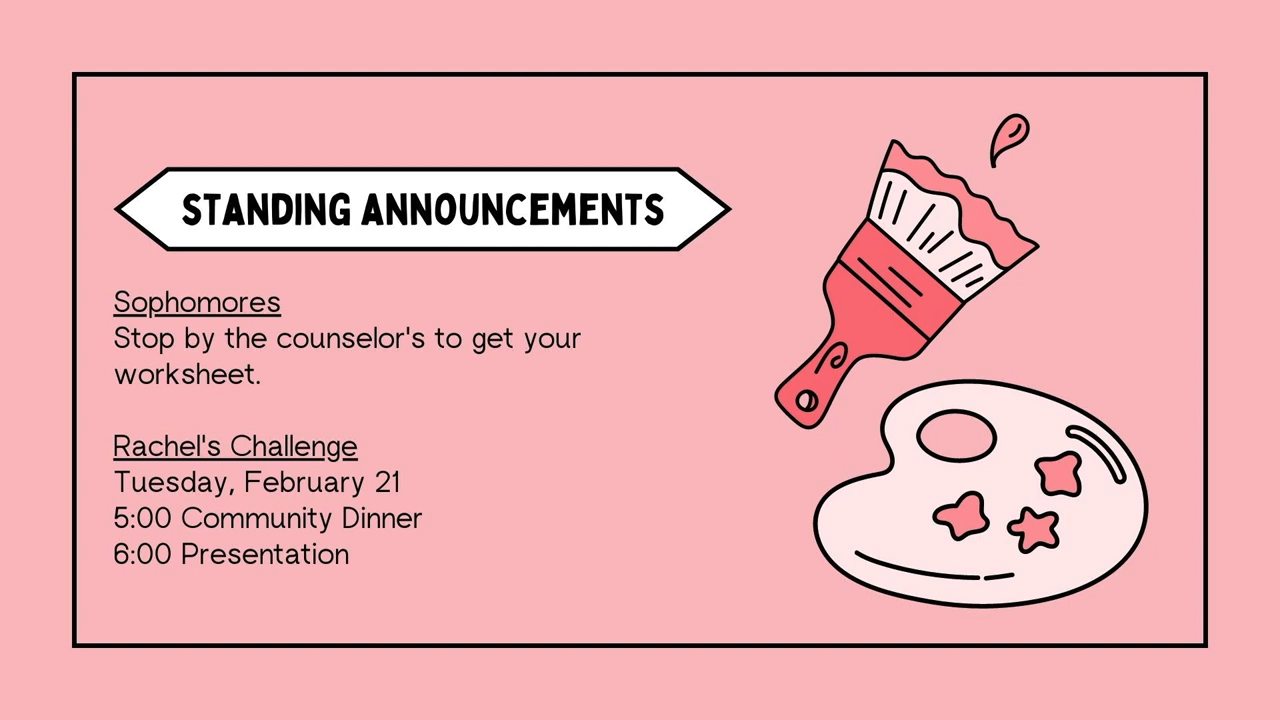 STANDING ANNOUNCEMENTS
Sophomores
Stop by the counselor's to get your
worksheet.
Rachel's Challenge
Tuesday, February 21
5:00 Community Dinner
6:00 Presentation